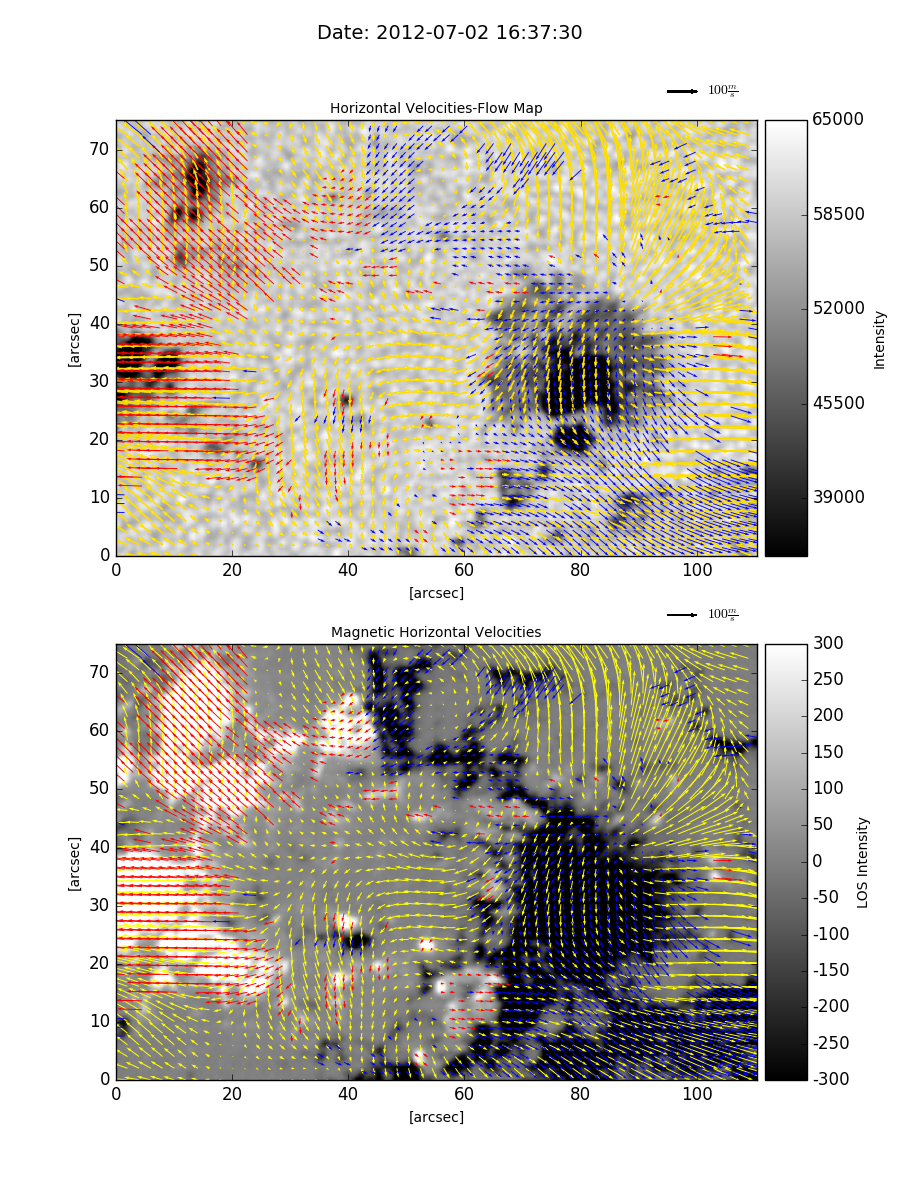 Date: 2012-07-02 16:37:30
100 m/s
Horizontal Velocities-Flow Map
70
60
50
40
30
20
10
0
[arcsec]
0 20 40 60 80 100
[arcsec]
65000
58500
52000
45500
39000
Intensity
100 m/s
Magnetic Horizontal Velocities
70
60
50
40
30
20
10
0
[arcsec]
0 20 40 60 80 100
[arcsec]
300
250
200
150
100
50
0
-50
-100
-150
-200
-250
-300
LOS Intensity